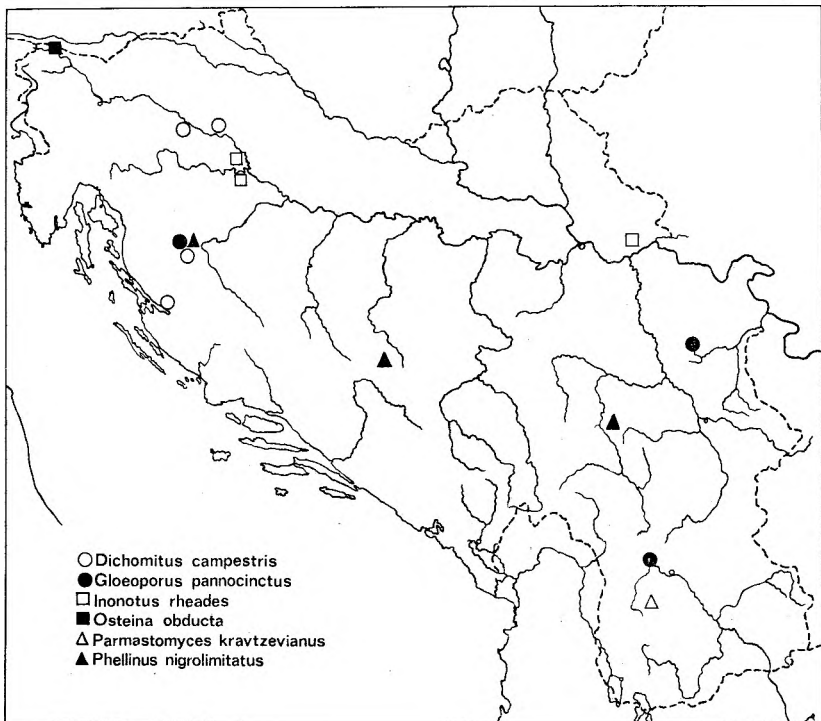 Dichomitus campestris
Gloeoporus pannocinctus
Inonotus rheades
Osteina obducta
Parmastomyces kravtzevianus
Phellinus nigrolimitatus